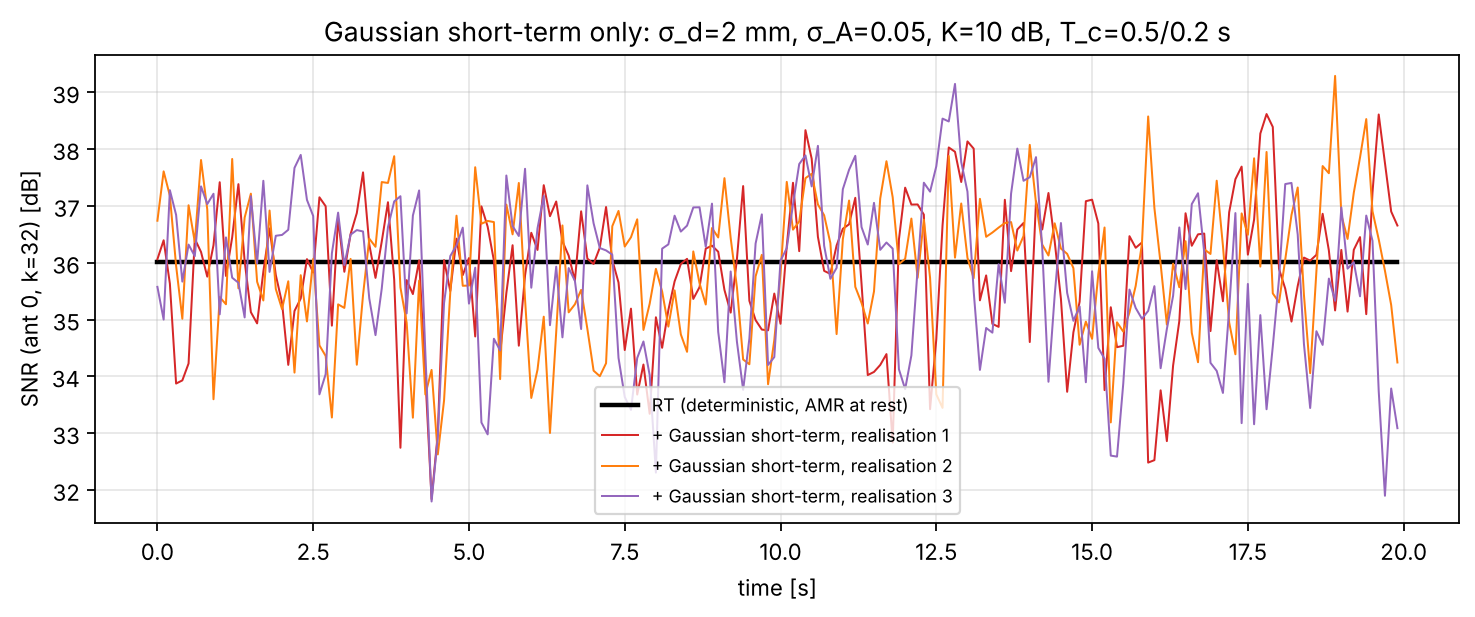 Gaussian short-term only: σ_d=2 mm, σ_A=0.05, K=10 dB, T_c=0.5/0.2 s
SNR (ant 0, k=32) [dB]
39
38
37
36
35
34
33
32
RT (deterministic, AMR at rest)
+ Gaussian short-term, realisation 1
+ Gaussian short-term, realisation 2
+ Gaussian short-term, realisation 3
0.0 2.5 5.0 7.5 10.0 12.5 15.0 17.5 20.0
time [s]